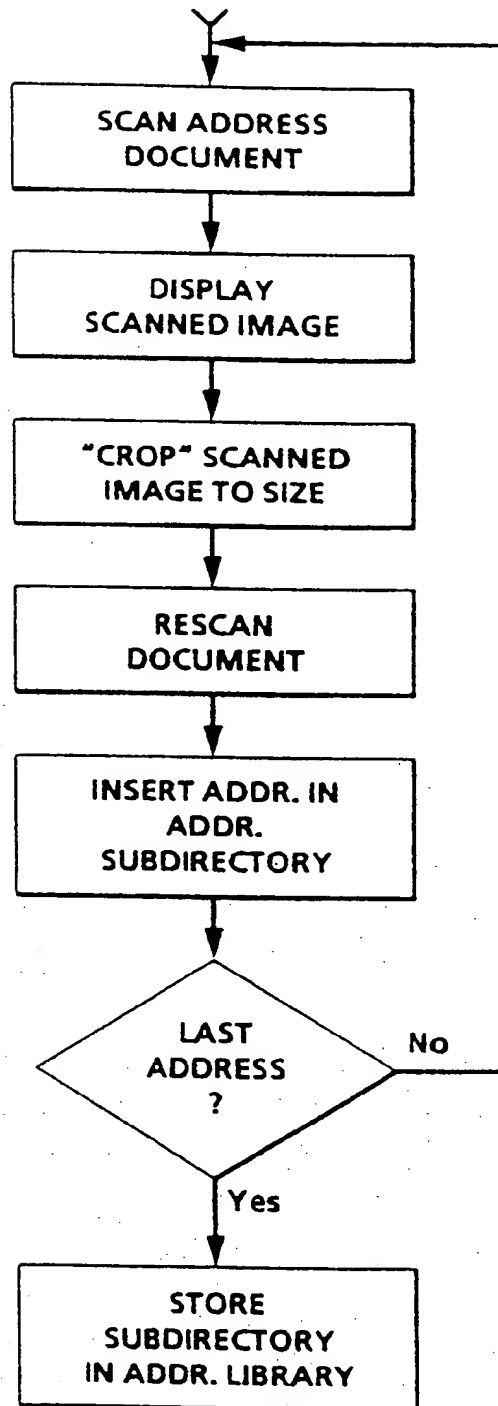 SCAN ADDRESS
DOCUMENT
DISPLAY
SCANNED IMAGE
"CROP" SCANNED
IMAGE TO SIZE
RESCAN
DOCUMENT
INSERT ADDR. IN
ADDR.
SUBDIRECTORY
LAST
ADDRESS
?
No
Yes
STORE
SUBDIRECTORY
IN ADDR. LIBRARY